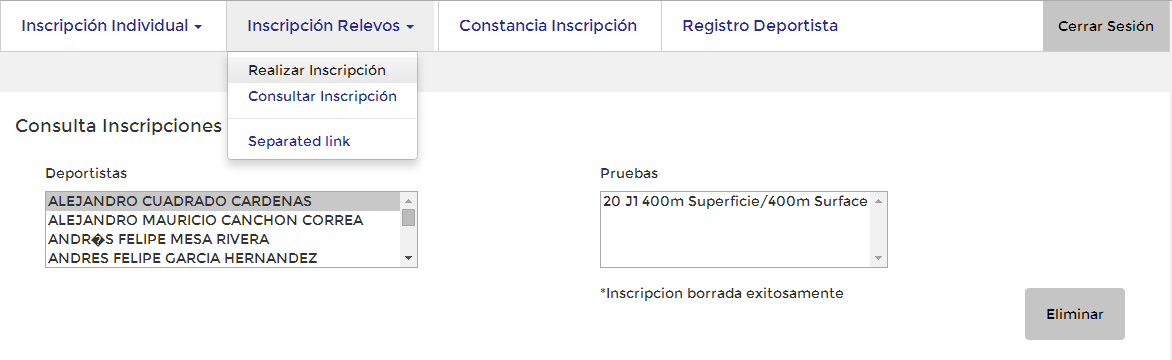 Inscripción Individual
Inscripción Relevos
Constancia Inscripción
Registro Deportista
Cerrar Sesión
Realizar Inscripción
Consultar Inscripción
Separated link
Consulta Inscripciones
Deportistas
ALEJANDRO CUADRADO CARDENAS
ALEJANDRO MAURICIO CANCHON CORREA
ANDR�S FELIPE MESA RIVERA
ANDRES FELIPE GARCIA HERNANDEZ
Pruebas
20 J1 400m Superficie/400m Surface
*Inscripcion borrada exitosamente
Eliminar